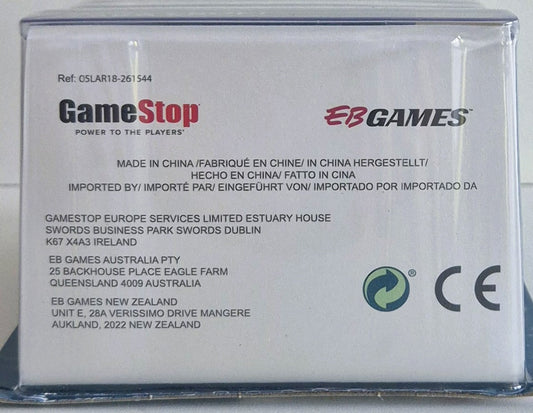 Ref: 05LAR18-261544
GameStop
POWER TO THE PLAYERS®
EB GAMES™
MADE IN CHINA /FABRIQUÉ EN CHINE/ IN CHINA HERGESTELLT/
HECHO EN CHINA/ FATTO IN CINA
IMPORTED BY/ IMPORTÉ PAR/ EINGEFÜHRT VON/ IMPORTADO POR IMPORTADO DA
GAMESTOP EUROPE SERVICES LIMITED ESTUARY HOUSE
SWORDS BUSINESS PARK SWORDS DUBLIN
K67 X4A3 IRELAND
EB GAMES AUSTRALIA PTY
25 BACKHOUSE PLACE EAGLE FARM
QUEENSLAND 4009 AUSTRALIA
EB GAMES NEW ZEALAND
UNIT E, 28A VERISSIMO DRIVE MANGERE
AUKLAND, 2022 NEW ZEALAND
®
CE